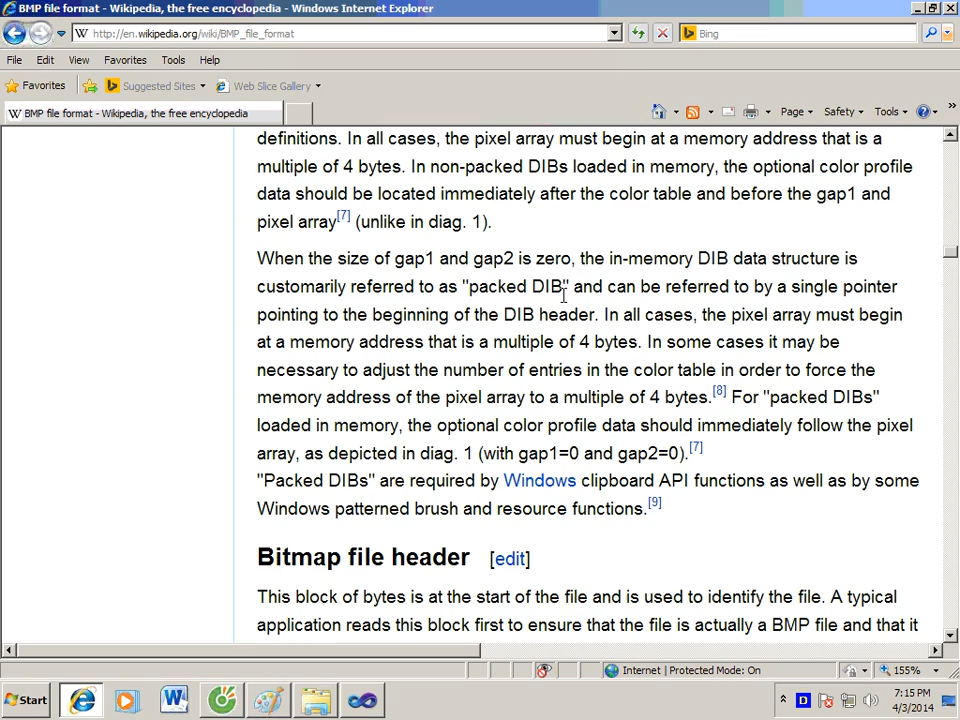 BMP file format - Wikipedia, the free encyclopedia - Windows Internet Explorer
W http://en.wikipedia.org/wiki/BMP_file_format
Bing
File Edit View Favorites Tools Help
Favorites Suggested Sites Web Slice Gallery
W BMP file format - Wikipedia, the free encyclopedia
Page Safety Tools »
definitions. In all cases, the pixel array must begin at a memory address that is a
multiple of 4 bytes. In non-packed DIBs loaded in memory, the optional color profile
data should be located immediately after the color table and before the gap1 and
pixel array[7] (unlike in diag. 1).
When the size of gap1 and gap2 is zero, the in-memory DIB data structure is
customarily referred to as "packed DIB" and can be referred to by a single pointer
pointing to the beginning of the DIB header. In all cases, the pixel array must begin
at a memory address that is a multiple of 4 bytes. In some cases it may be
necessary to adjust the number of entries in the color table in order to force the
memory address of the pixel array to a multiple of 4 bytes.[8] For "packed DIBs"
loaded in memory, the optional color profile data should immediately follow the pixel
array, as depicted in diag. 1 (with gap1=0 and gap2=0).[7]
"Packed DIBs" are required by Windows clipboard API functions as well as by some
Windows patterned brush and resource functions.[9]
Bitmap file header [edit]
This block of bytes is at the start of the file and is used to identify the file. A typical
application reads this block first to ensure that the file is actually a BMP file and that it
Internet | Protected Mode: On 155%
Start D 7:15 PM
4/3/2014